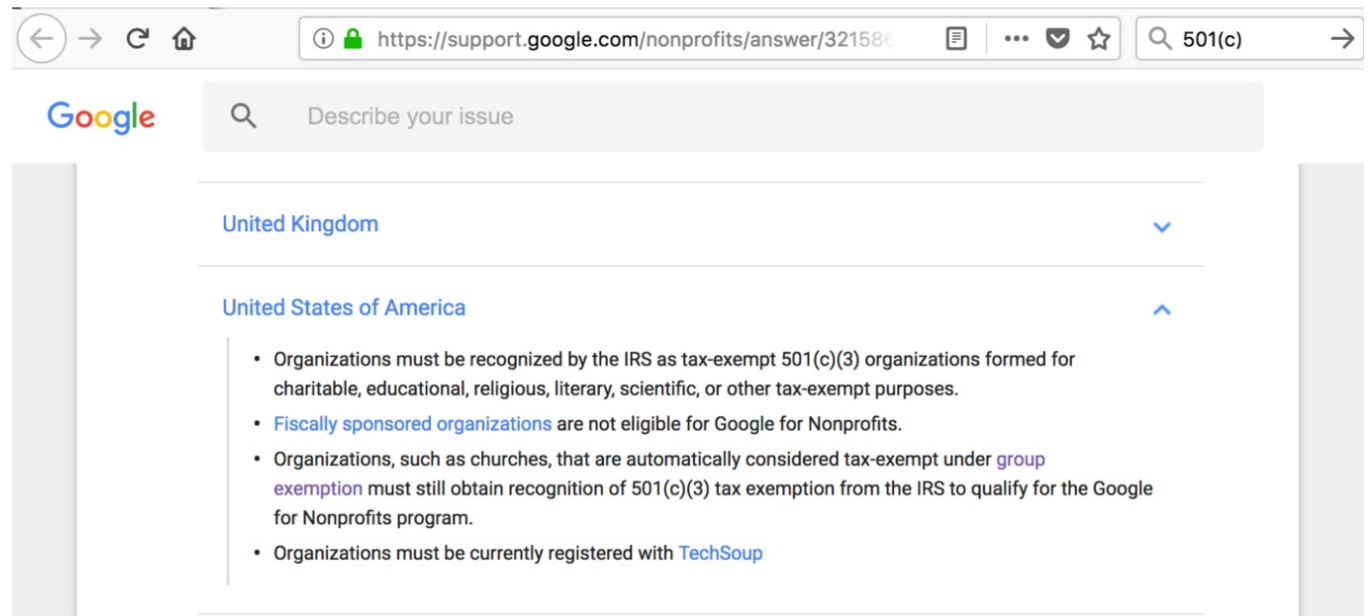 https://support.google.com/nonprofits/answer/32158
501(c)
Google
Describe your issue
United Kingdom
United States of America
• Organizations must be recognized by the IRS as tax-exempt 501(c)(3) organizations formed for
charitable, educational, religious, literary, scientific, or other tax-exempt purposes.
• Fiscally sponsored organizations are not eligible for Google for Nonprofits.
• Organizations, such as churches, that are automatically considered tax-exempt under group
exemption must still obtain recognition of 501(c)(3) tax exemption from the IRS to qualify for the Google
for Nonprofits program.
• Organizations must be currently registered with TechSoup